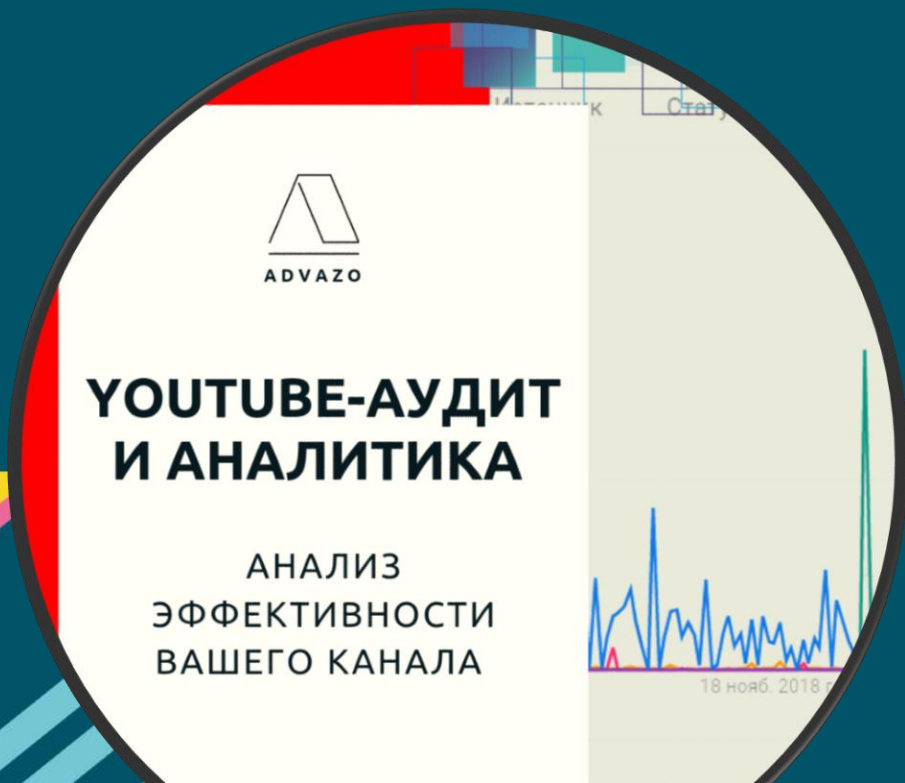 ADVAZO
YOUTUBE-АУДИТ
И АНАЛИТИКА
АНАЛИЗ
ЭФФЕКТИВНОСТИ
ВАШЕГО КАНАЛА
18 нояб. 2018